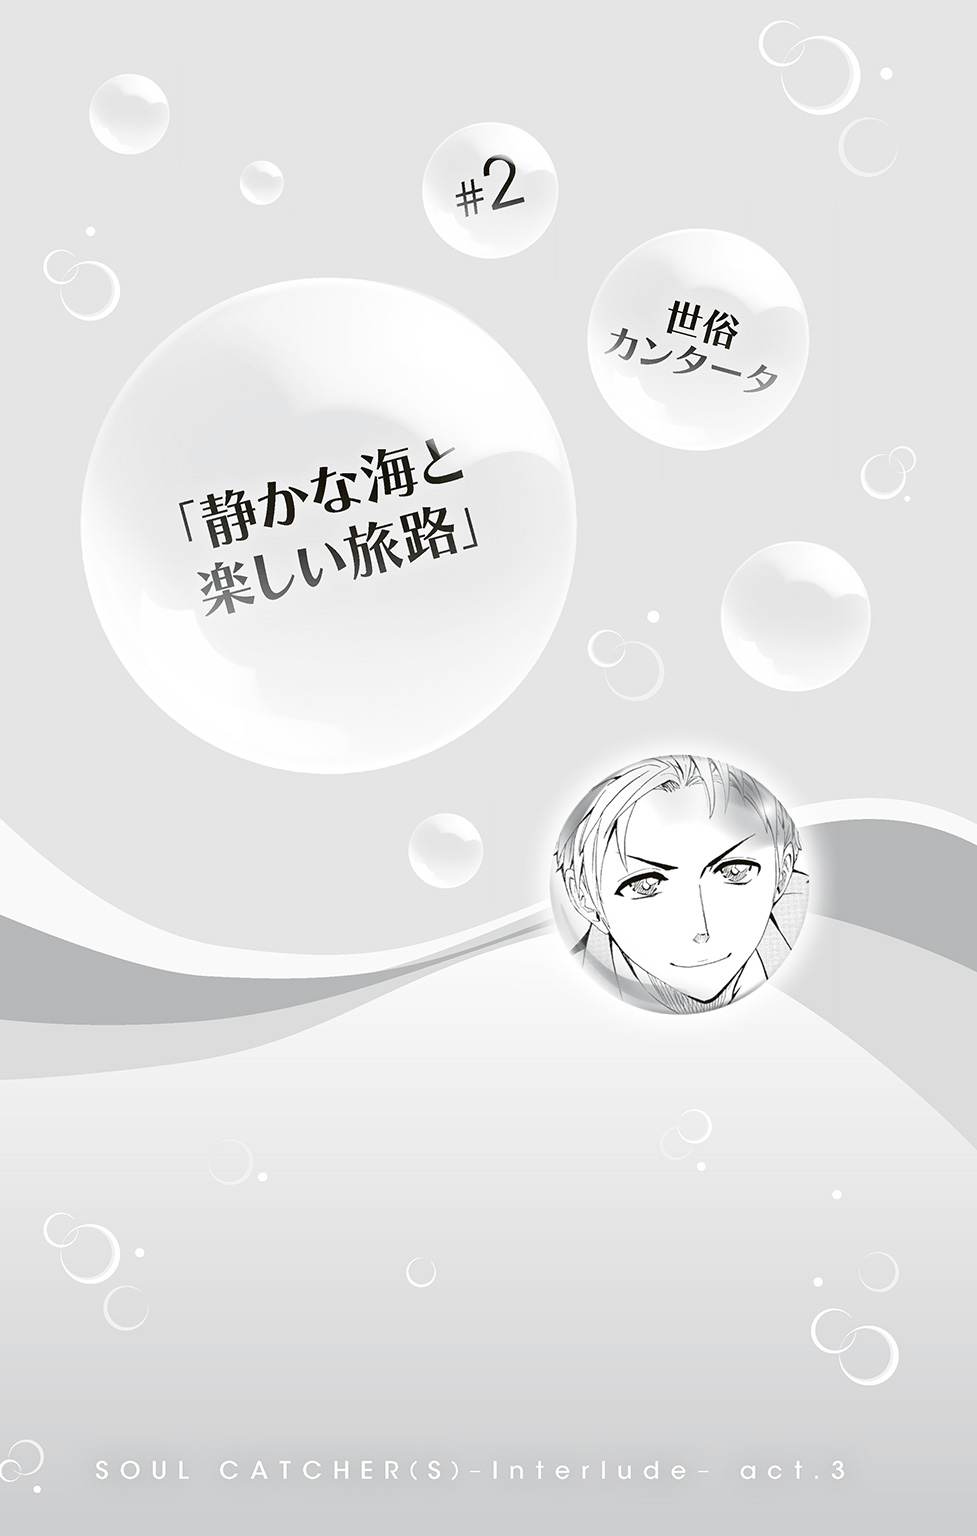 #2
世俗
カンタータ
「静かな海と
楽しい旅路」
SOUL CATCHER(S)-Interlude- act.3